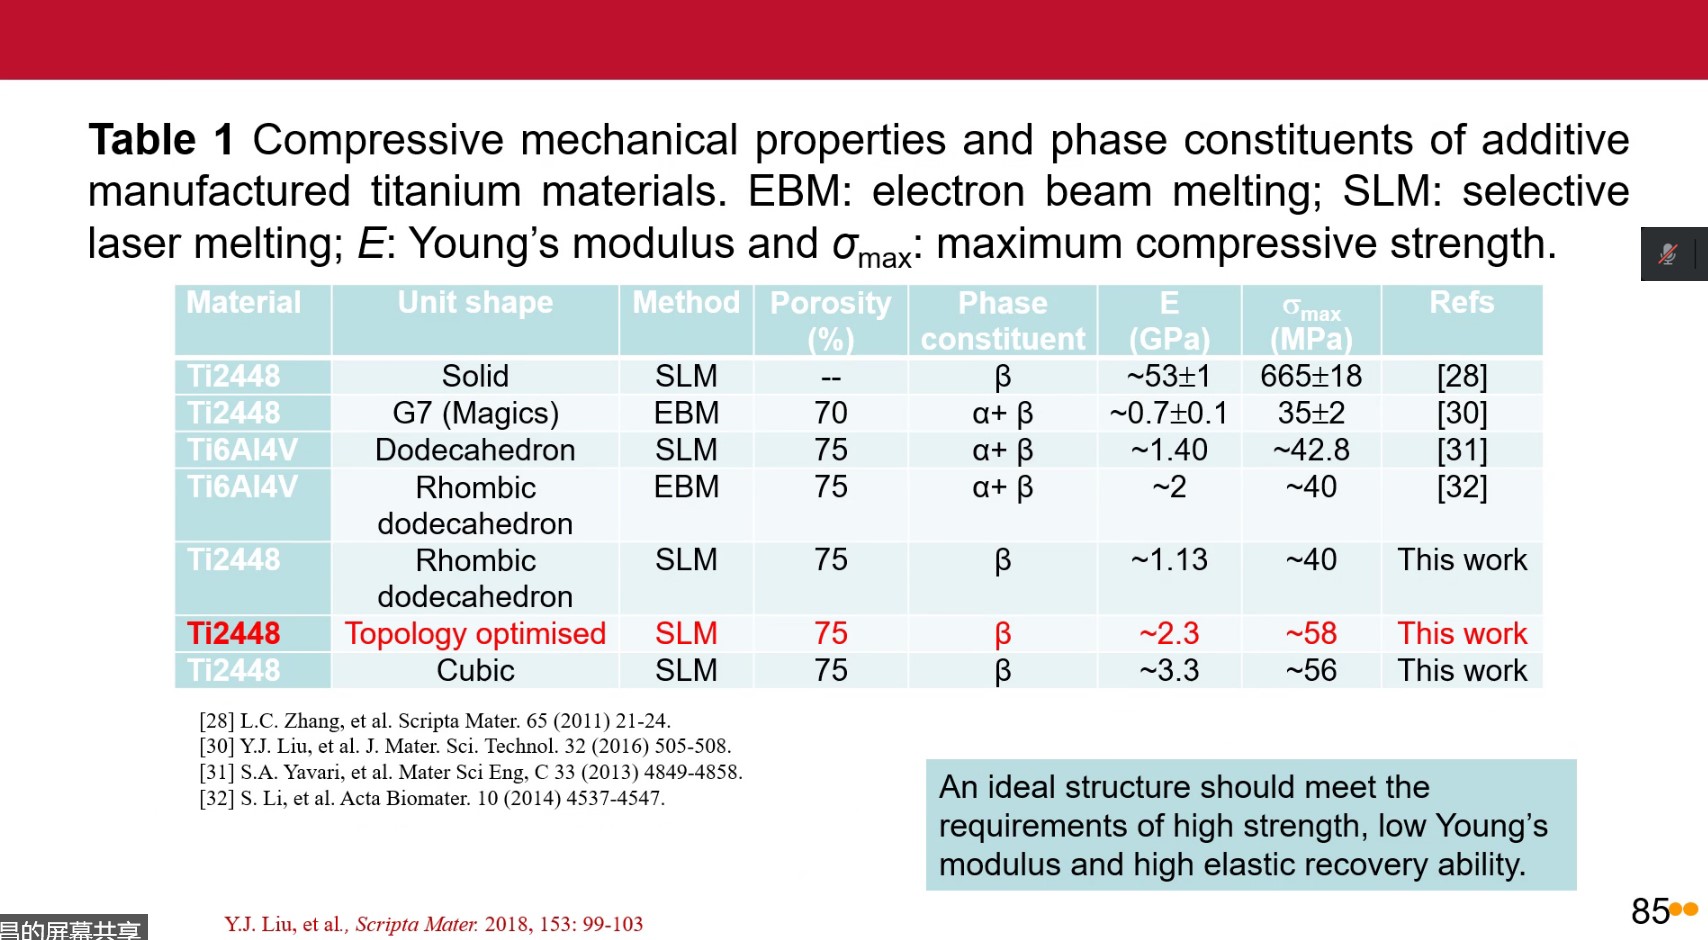 Table 1 Compressive mechanical properties and phase constituents of additive
manufactured titanium materials. EBM: electron beam melting; SLM: selective
laser melting; E: Young’s modulus and σmax: maximum compressive strength.
Material Unit shape Method Porosity (%) Phase constituent E (GPa) σmax (MPa) Refs
Ti2448 Solid SLM -- β ~53±1 665±18 [28]
Ti2448 G7 (Magics) EBM 70 α+ β ~0.7±0.1 35±2 [30]
Ti6Al4V Dodecahedron SLM 75 α+ β ~1.40 ~42.8 [31]
Ti6Al4V Rhombic dodecahedron EBM 75 α+ β ~2 ~40 [32]
Ti2448 Rhombic dodecahedron SLM 75 β ~1.13 ~40 This work
Ti2448 Topology optimised SLM 75 β ~2.3 ~58 This work
Ti2448 Cubic SLM 75 β ~3.3 ~56 This work
[28] L.C. Zhang, et al. Scripta Mater. 65 (2011) 21-24.
[30] Y.J. Liu, et al. J. Mater. Sci. Technol. 32 (2016) 505-508.
[31] S.A. Yavari, et al. Mater Sci Eng, C 33 (2013) 4849-4858.
[32] S. Li, et al. Acta Biomater. 10 (2014) 4537-4547.
An ideal structure should meet the
requirements of high strength, low Young’s
modulus and high elastic recovery ability.
85
Y.J. Liu, et al., Scripta Mater. 2018, 153: 99-103
昌的屏幕共享